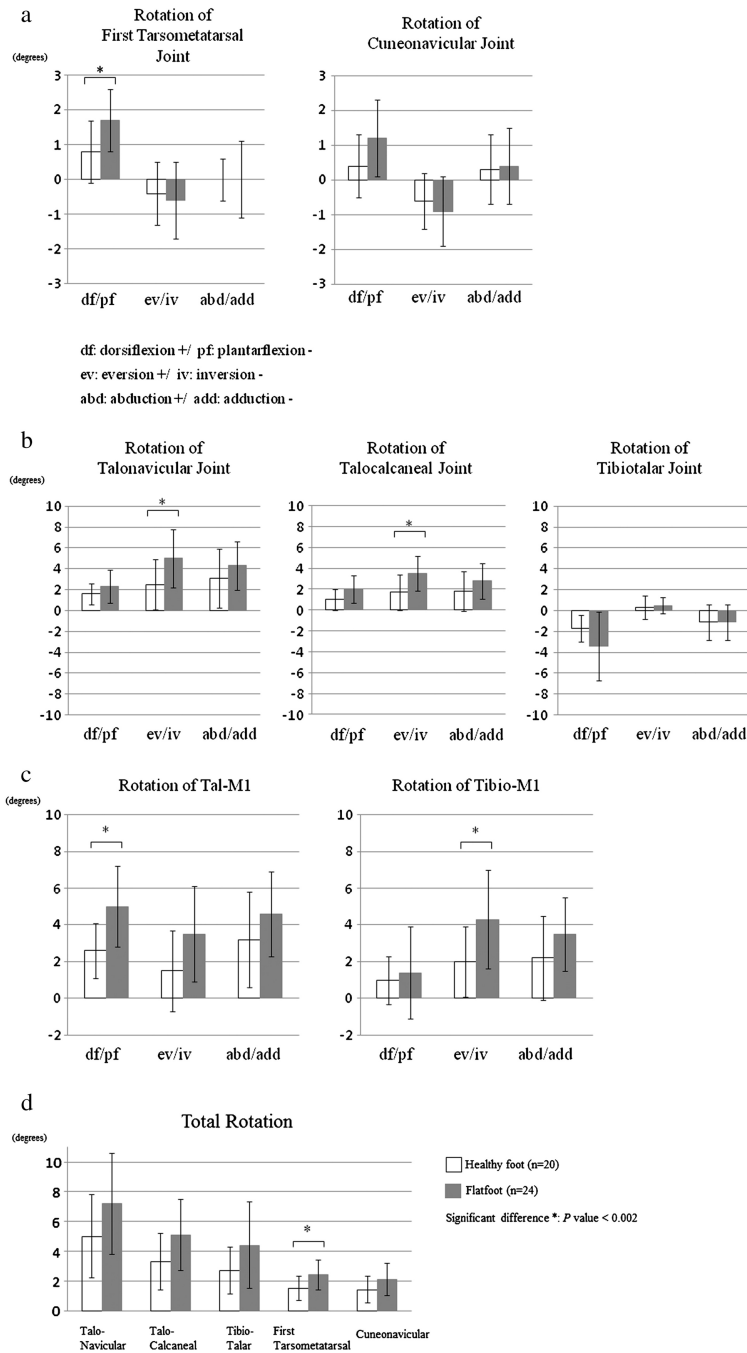 a
Rotation of
First Tarsometatarsal
Joint
Rotation of
Cuneonavicular Joint
(degrees)
*
3
2
1
0
-1
-2
-3
df/pf ev/iv abd/add
3
2
1
0
-1
-2
-3
df/pf ev/iv abd/add
df: dorsiflexion +/ pf: plantarflexion -
ev: eversion +/ iv: inversion -
abd: abduction +/ add: adduction -
b
Rotation of
Talonavicular Joint
Rotation of
Talocalcaneal Joint
Rotation of
Tibiotalar Joint
(degrees)
*
10
8
6
4
2
0
-2
-4
-6
-8
-10
df/pf ev/iv abd/add
*
10
8
6
4
2
0
-2
-4
-6
-8
-10
df/pf ev/iv abd/add
10
8
6
4
2
0
-2
-4
-6
-8
-10
df/pf ev/iv abd/add
c
Rotation of Tal-M1
Rotation of Tibio-M1
(degrees)
*
10
8
6
4
2
0
-2
df/pf ev/iv abd/add
*
10
8
6
4
2
0
-2
df/pf ev/iv abd/add
d
Total Rotation
(degrees)
*
10
8
6
4
2
0
Talo-
Navicular
Talo-
Calcaneal
Tibio-
Talar
First
Tarsometatarsal
Cuneonavicular
Healthy foot (n=20)
Flatfoot (n=24)
Significant difference *: P value < 0.002